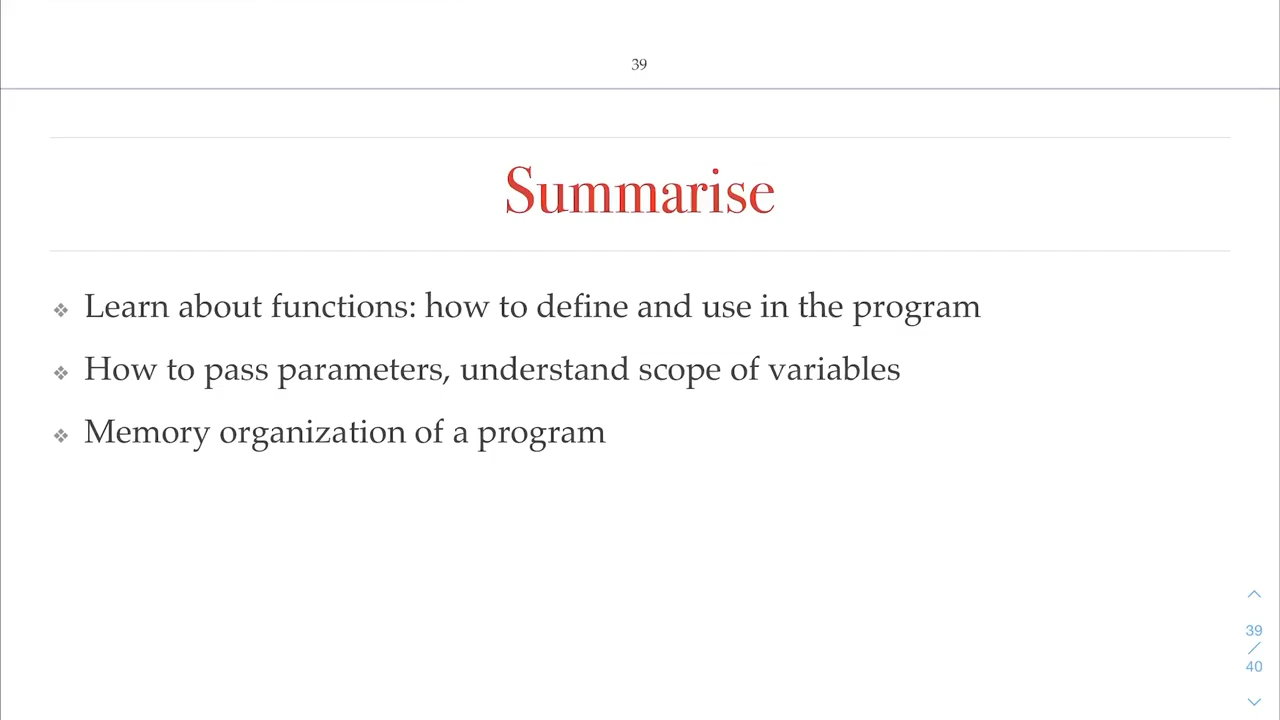 39
Summarise
❖ Learn about functions: how to define and use in the program
❖ How to pass parameters, understand scope of variables
❖ Memory organization of a program
39
/
40